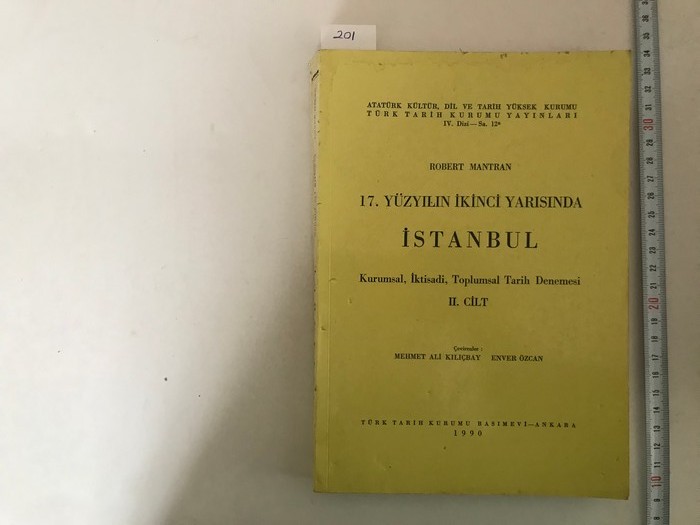 201
ATATÜRK KÜLTÜR, DİL VE TARİH YÜKSEK KURUMU
TÜRK TARİH KURUMU YAYINLARI
IV. Dizi—Sa. 12ᵃ
ROBERT MANTRAN
17. YÜZYILIN İKİNCİ YARISINDA
İSTANBUL
Kurumsal, İktisadi, Toplumsal Tarih Denemesi
II. CİLT
Çevirenler :
MEHMET ALİ KILIÇBAY ENVER ÖZCAN
TÜRK TARİH KURUMU BASIMEVİ—ANKARA
1990